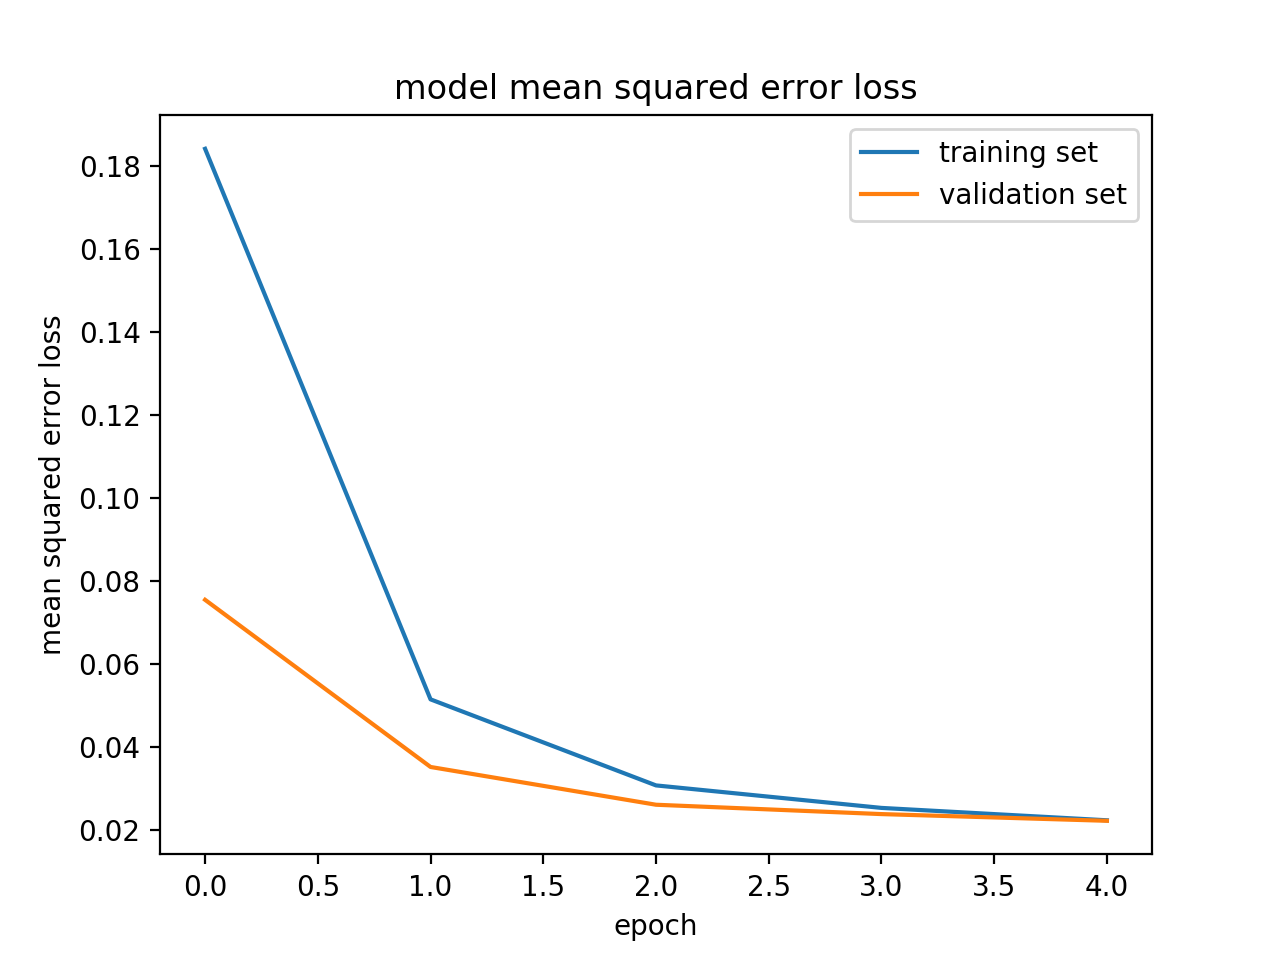 model mean squared error loss
training set
validation set
mean squared error loss
0.18
0.16
0.14
0.12
0.10
0.08
0.06
0.04
0.02
0.0 0.5 1.0 1.5 2.0 2.5 3.0 3.5 4.0
epoch